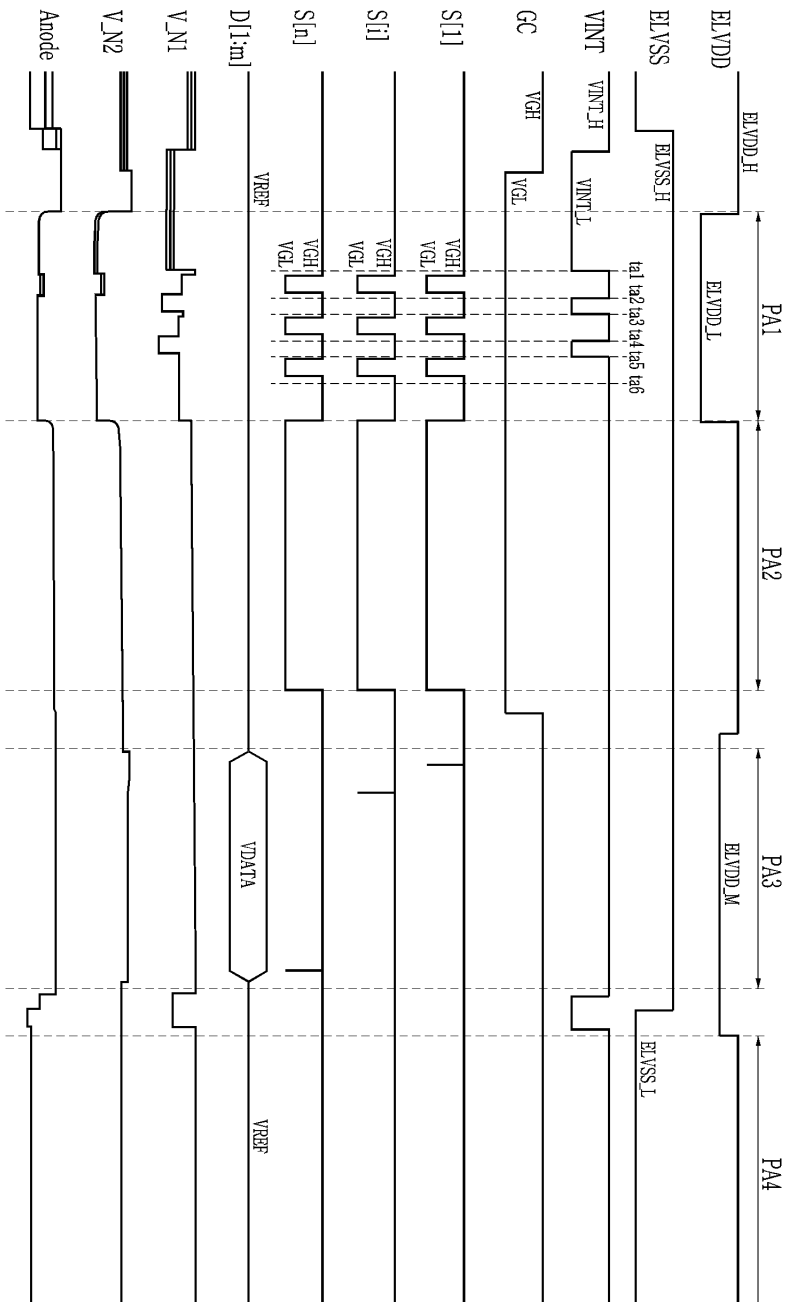 PA1
PA2
PA3
PA4
ELVDD
ELVDD_H
ELVDD_L
ELVDD_M
ELVSS
ELVSS_H
ELVSS_L
ta1 ta2 ta3 ta4 ta5 ta6
VINT
VINT_H
VINT_L
GC
VGH
VGL
S[1]
VGH
VGL
S[i]
VGH
VGL
S[n]
VGH
VGL
D[1:m]
VREF
VDATA
VREF
V_N1
V_N2
Anode